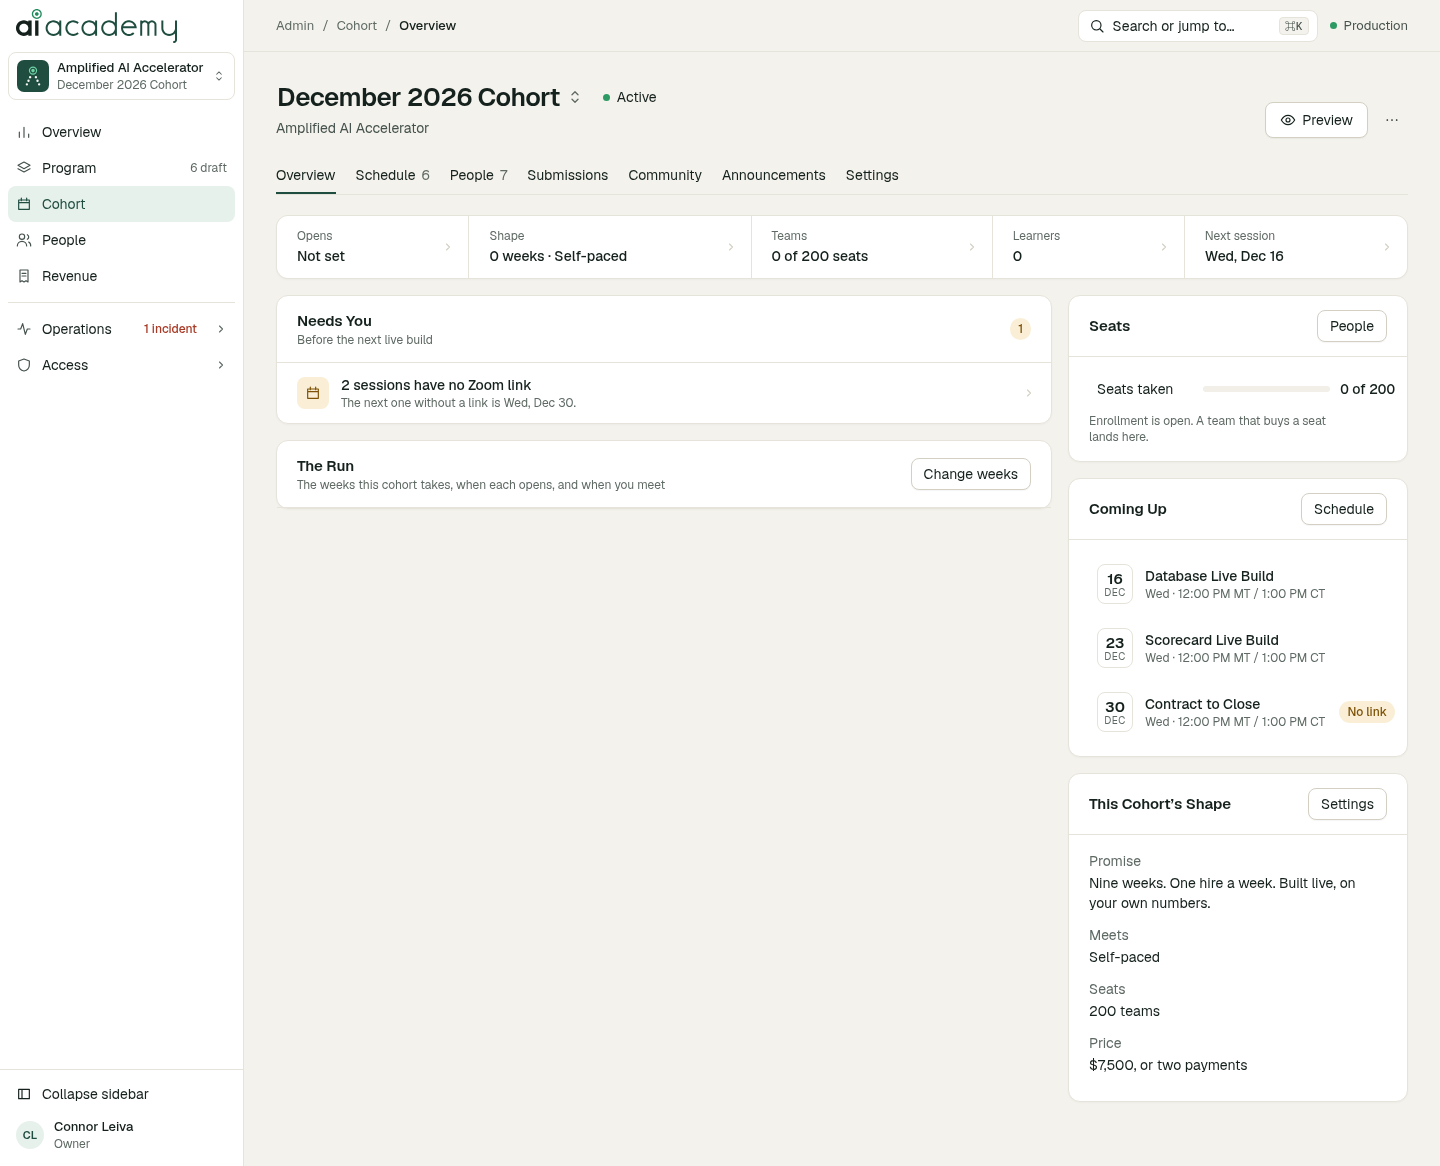 ai academy
Amplified AI Accelerator
December 2026 Cohort
Overview
Program 6 draft
Cohort
People
Revenue
Operations 1 incident
Access
Collapse sidebar
CL
Connor Leiva
Owner
Admin / Cohort / Overview
Search or jump to... ⌘K
Production
December 2026 Cohort
Active
Amplified AI Accelerator
Preview
Overview Schedule 6 People 7 Submissions Community Announcements Settings
Opens
Not set
Shape
0 weeks · Self-paced
Teams
0 of 200 seats
Learners
0
Next session
Wed, Dec 16
Needs You
Before the next live build
1
2 sessions have no Zoom link
The next one without a link is Wed, Dec 30.
The Run
The weeks this cohort takes, when each opens, and when you meet
Change weeks
Seats
People
Seats taken 0 of 200
Enrollment is open. A team that buys a seat
lands here.
Coming Up
Schedule
16
DEC
Database Live Build
Wed · 12:00 PM MT / 1:00 PM CT
23
DEC
Scorecard Live Build
Wed · 12:00 PM MT / 1:00 PM CT
30
DEC
Contract to Close
Wed · 12:00 PM MT / 1:00 PM CT
No link
This Cohort's Shape
Settings
Promise
Nine weeks. One hire a week. Built live, on
your own numbers.
Meets
Self-paced
Seats
200 teams
Price
$7,500, or two payments